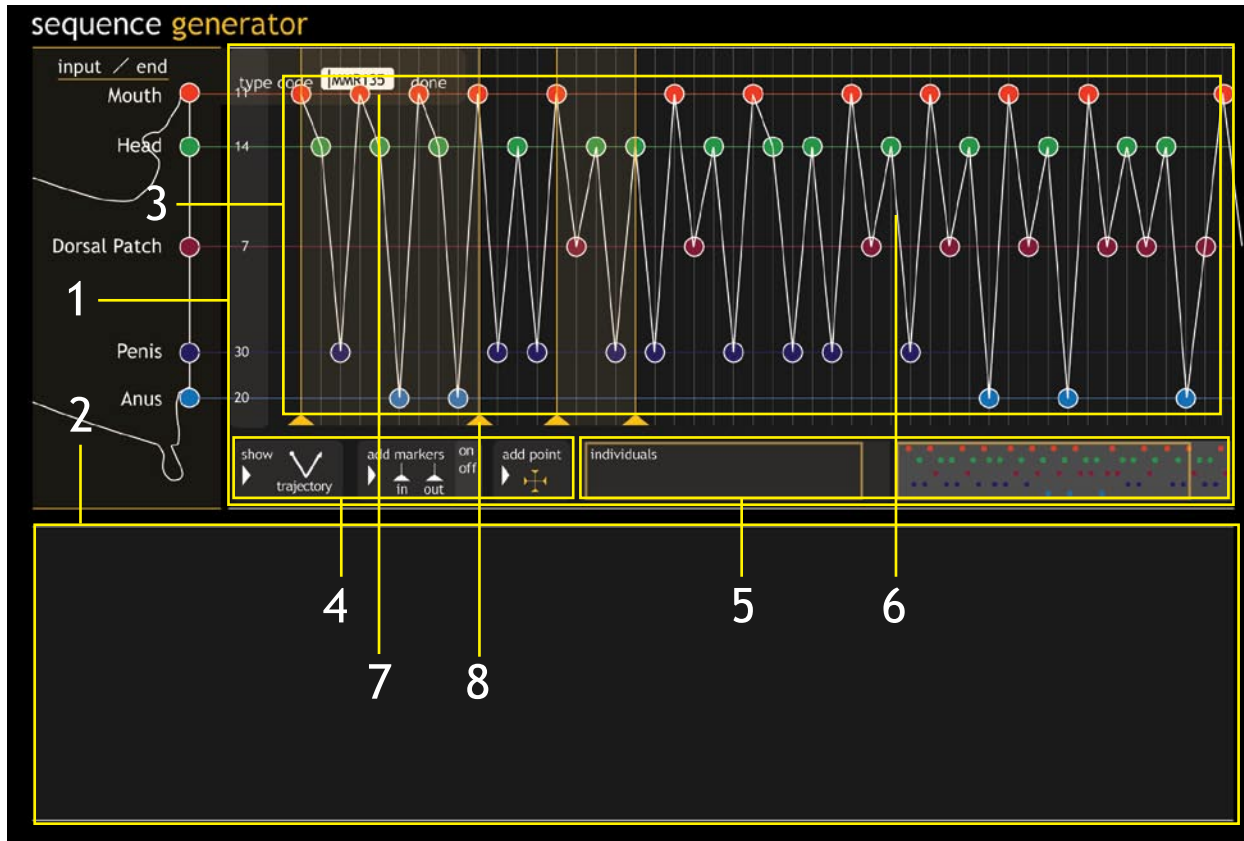 sequence generator
input / end
type code MMR135 done
Mouth 11
Head 14
3
Dorsal Patch 7
1
Penis 30
Anus 20
2
show
trajectory
add markers
in out
on
off
add point
individuals
4
5
6
7
8